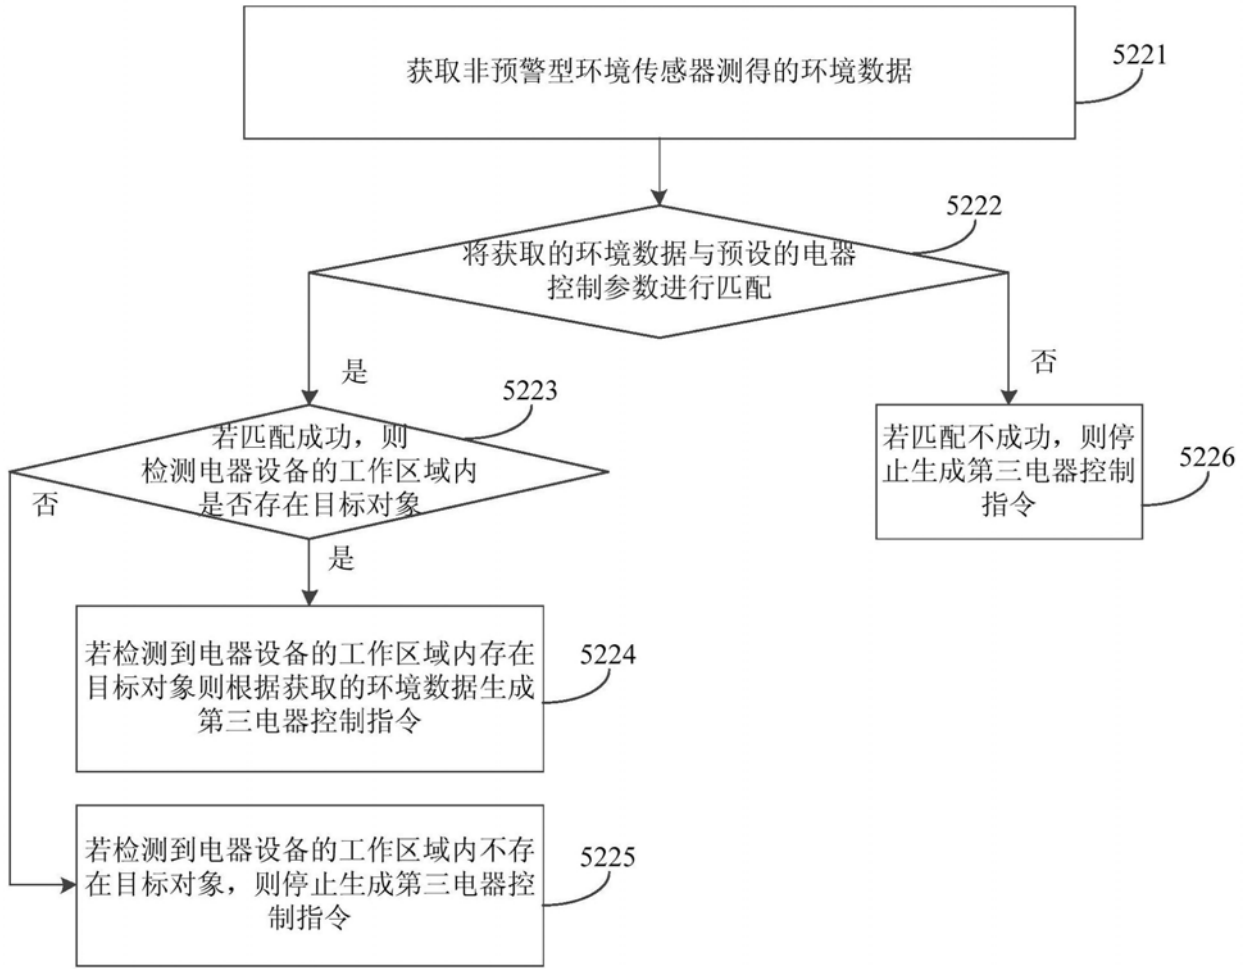 获取非预警型环境传感器测得的环境数据
5221
5222
将获取的环境数据与预设的电器
控制参数进行匹配
是
否
5223
若匹配成功，则
检测电器设备的工作区域内
是否存在目标对象
否
是
若匹配不成功，则停
止生成第三电器控制
指令
5226
若检测到电器设备的工作区域内存在
目标对象则根据获取的环境数据生成
第三电器控制指令
5224
若检测到电器设备的工作区域内不存
在目标对象，则停止生成第三电器控
制指令
5225